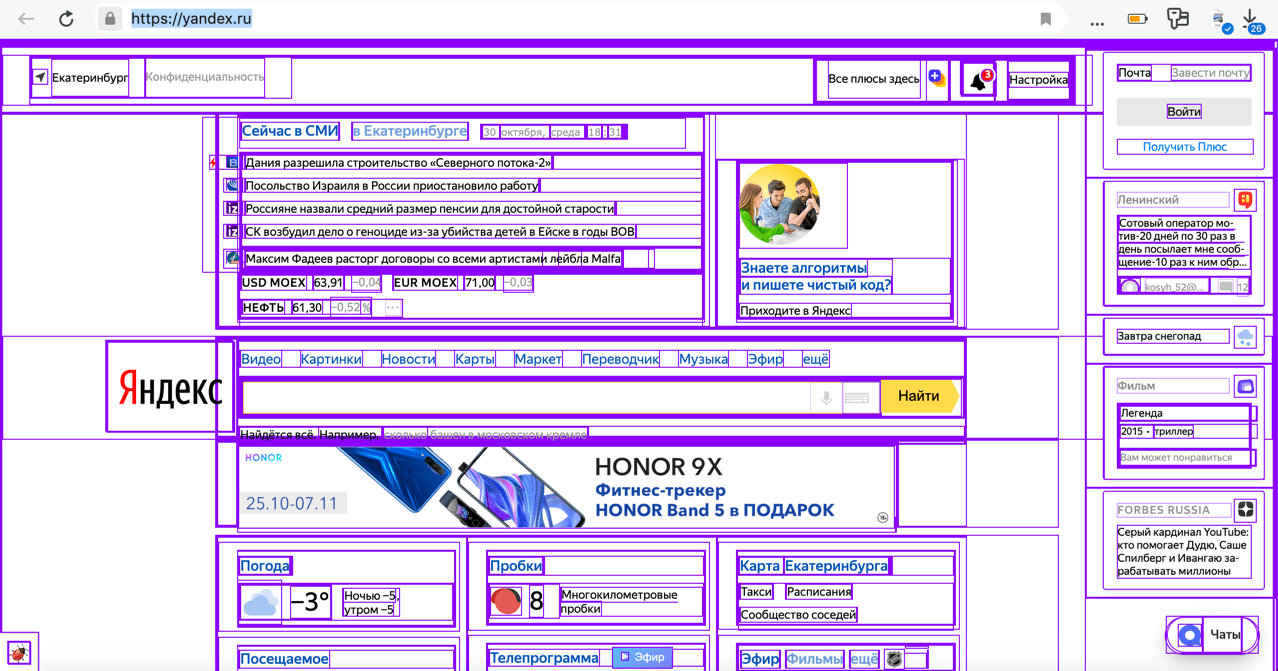 https://yandex.ru
26
Екатеринбург Конфиденциальность Все плюсы здесь 3 Настройка
Почта Завести почту
Войти
Получить Плюс
Сейчас в СМИ в Екатеринбурге 30 октября, среда 18:31
Дания разрешила строительство «Северного потока-2»
Посольство Израиля в России приостановило работу
Россияне назвали средний размер пенсии для достойной старости
СК возбудил дело о геноциде из-за убийства детей в Ейске в годы ВОВ
Максим Фадеев расторг договоры со всеми артистами лейбла Malfa
USD MOEX 63,91 −0,04 EUR MOEX 71,00 −0,03
НЕФТЬ 61,30 −0,52% ...
Знаете алгоритмы
и пишете чистый код?
Приходите в Яндекс
Ленинский
Сотовый оператор мо-
тив-20 дней по 30 раз в
день посылает мне сооб-
щение-10 раз к ним обр...
kosyh_52@... 12
Завтра снегопад
Фильм
Легенда
2015 • триллер
Вам может понравиться
FORBES RUSSIA
Серый кардинал YouTube:
кто помогает Дудю, Саше
Спилберг и Ивангаю за-
рабатывать миллионы
Яндекс
Видео Картинки Новости Карты Маркет Переводчик Музыка Эфир ещё
Найти
Найдётся всё. Например, сколько башен в московском кремле
HONOR
25.10-07.11
HONOR 9X
Фитнес-трекер
HONOR Band 5 в ПОДАРОК
Погода
−3°
Ночью −5,
утром −5
Пробки
8
Многокилометровые
пробки
Карта Екатеринбурга
Такси Расписания
Сообщество соседей
Посещаемое
Телепрограмма Эфир
Эфир Фильмы ещё
Чаты